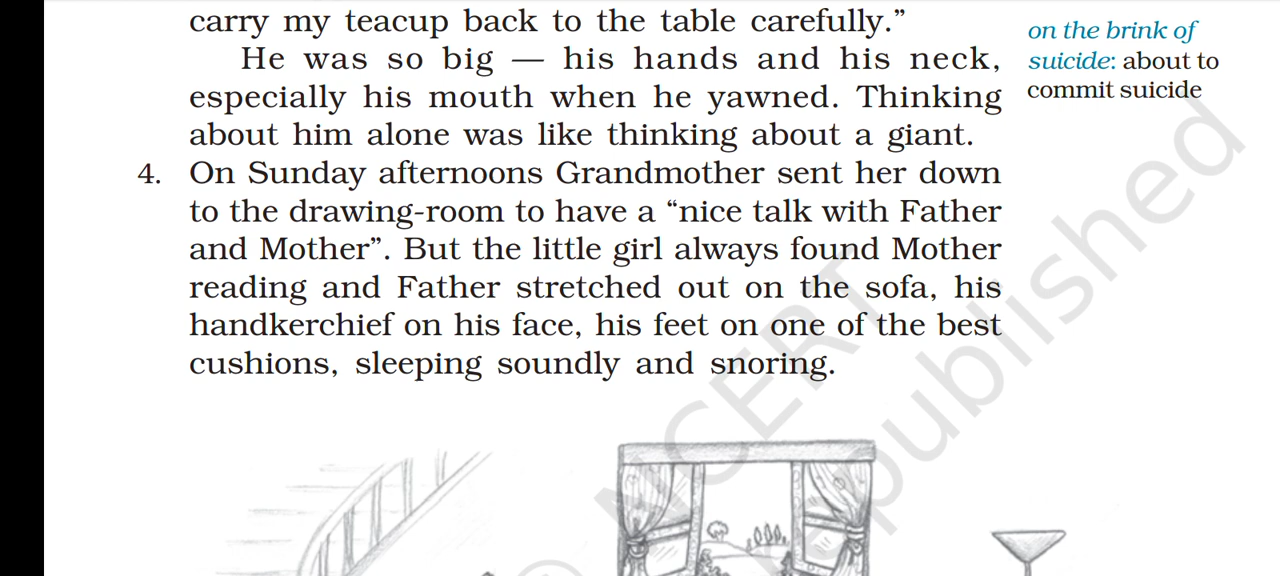 carry my teacup back to the table carefully.”
He was so big — his hands and his neck,
especially his mouth when he yawned. Thinking
about him alone was like thinking about a giant.
4. On Sunday afternoons Grandmother sent her down
to the drawing-room to have a “nice talk with Father
and Mother”. But the little girl always found Mother
reading and Father stretched out on the sofa, his
handkerchief on his face, his feet on one of the best
cushions, sleeping soundly and snoring.
on the brink of
suicide: about to
commit suicide
© NCERT
republished